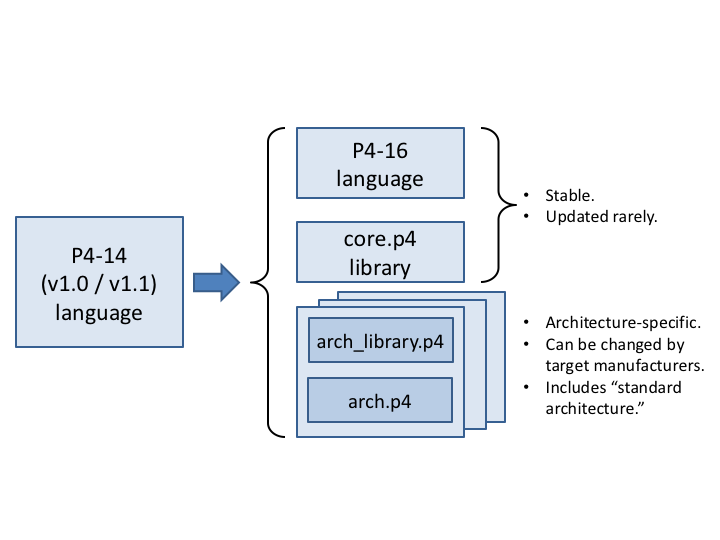 P4-14
(v1.0 / v1.1)
language
P4-16
language
core.p4
library
arch_library.p4
arch.p4
• Stable.
• Updated rarely.
• Architecture-specific.
• Can be changed by
target manufacturers.
• Includes “standard
architecture.”